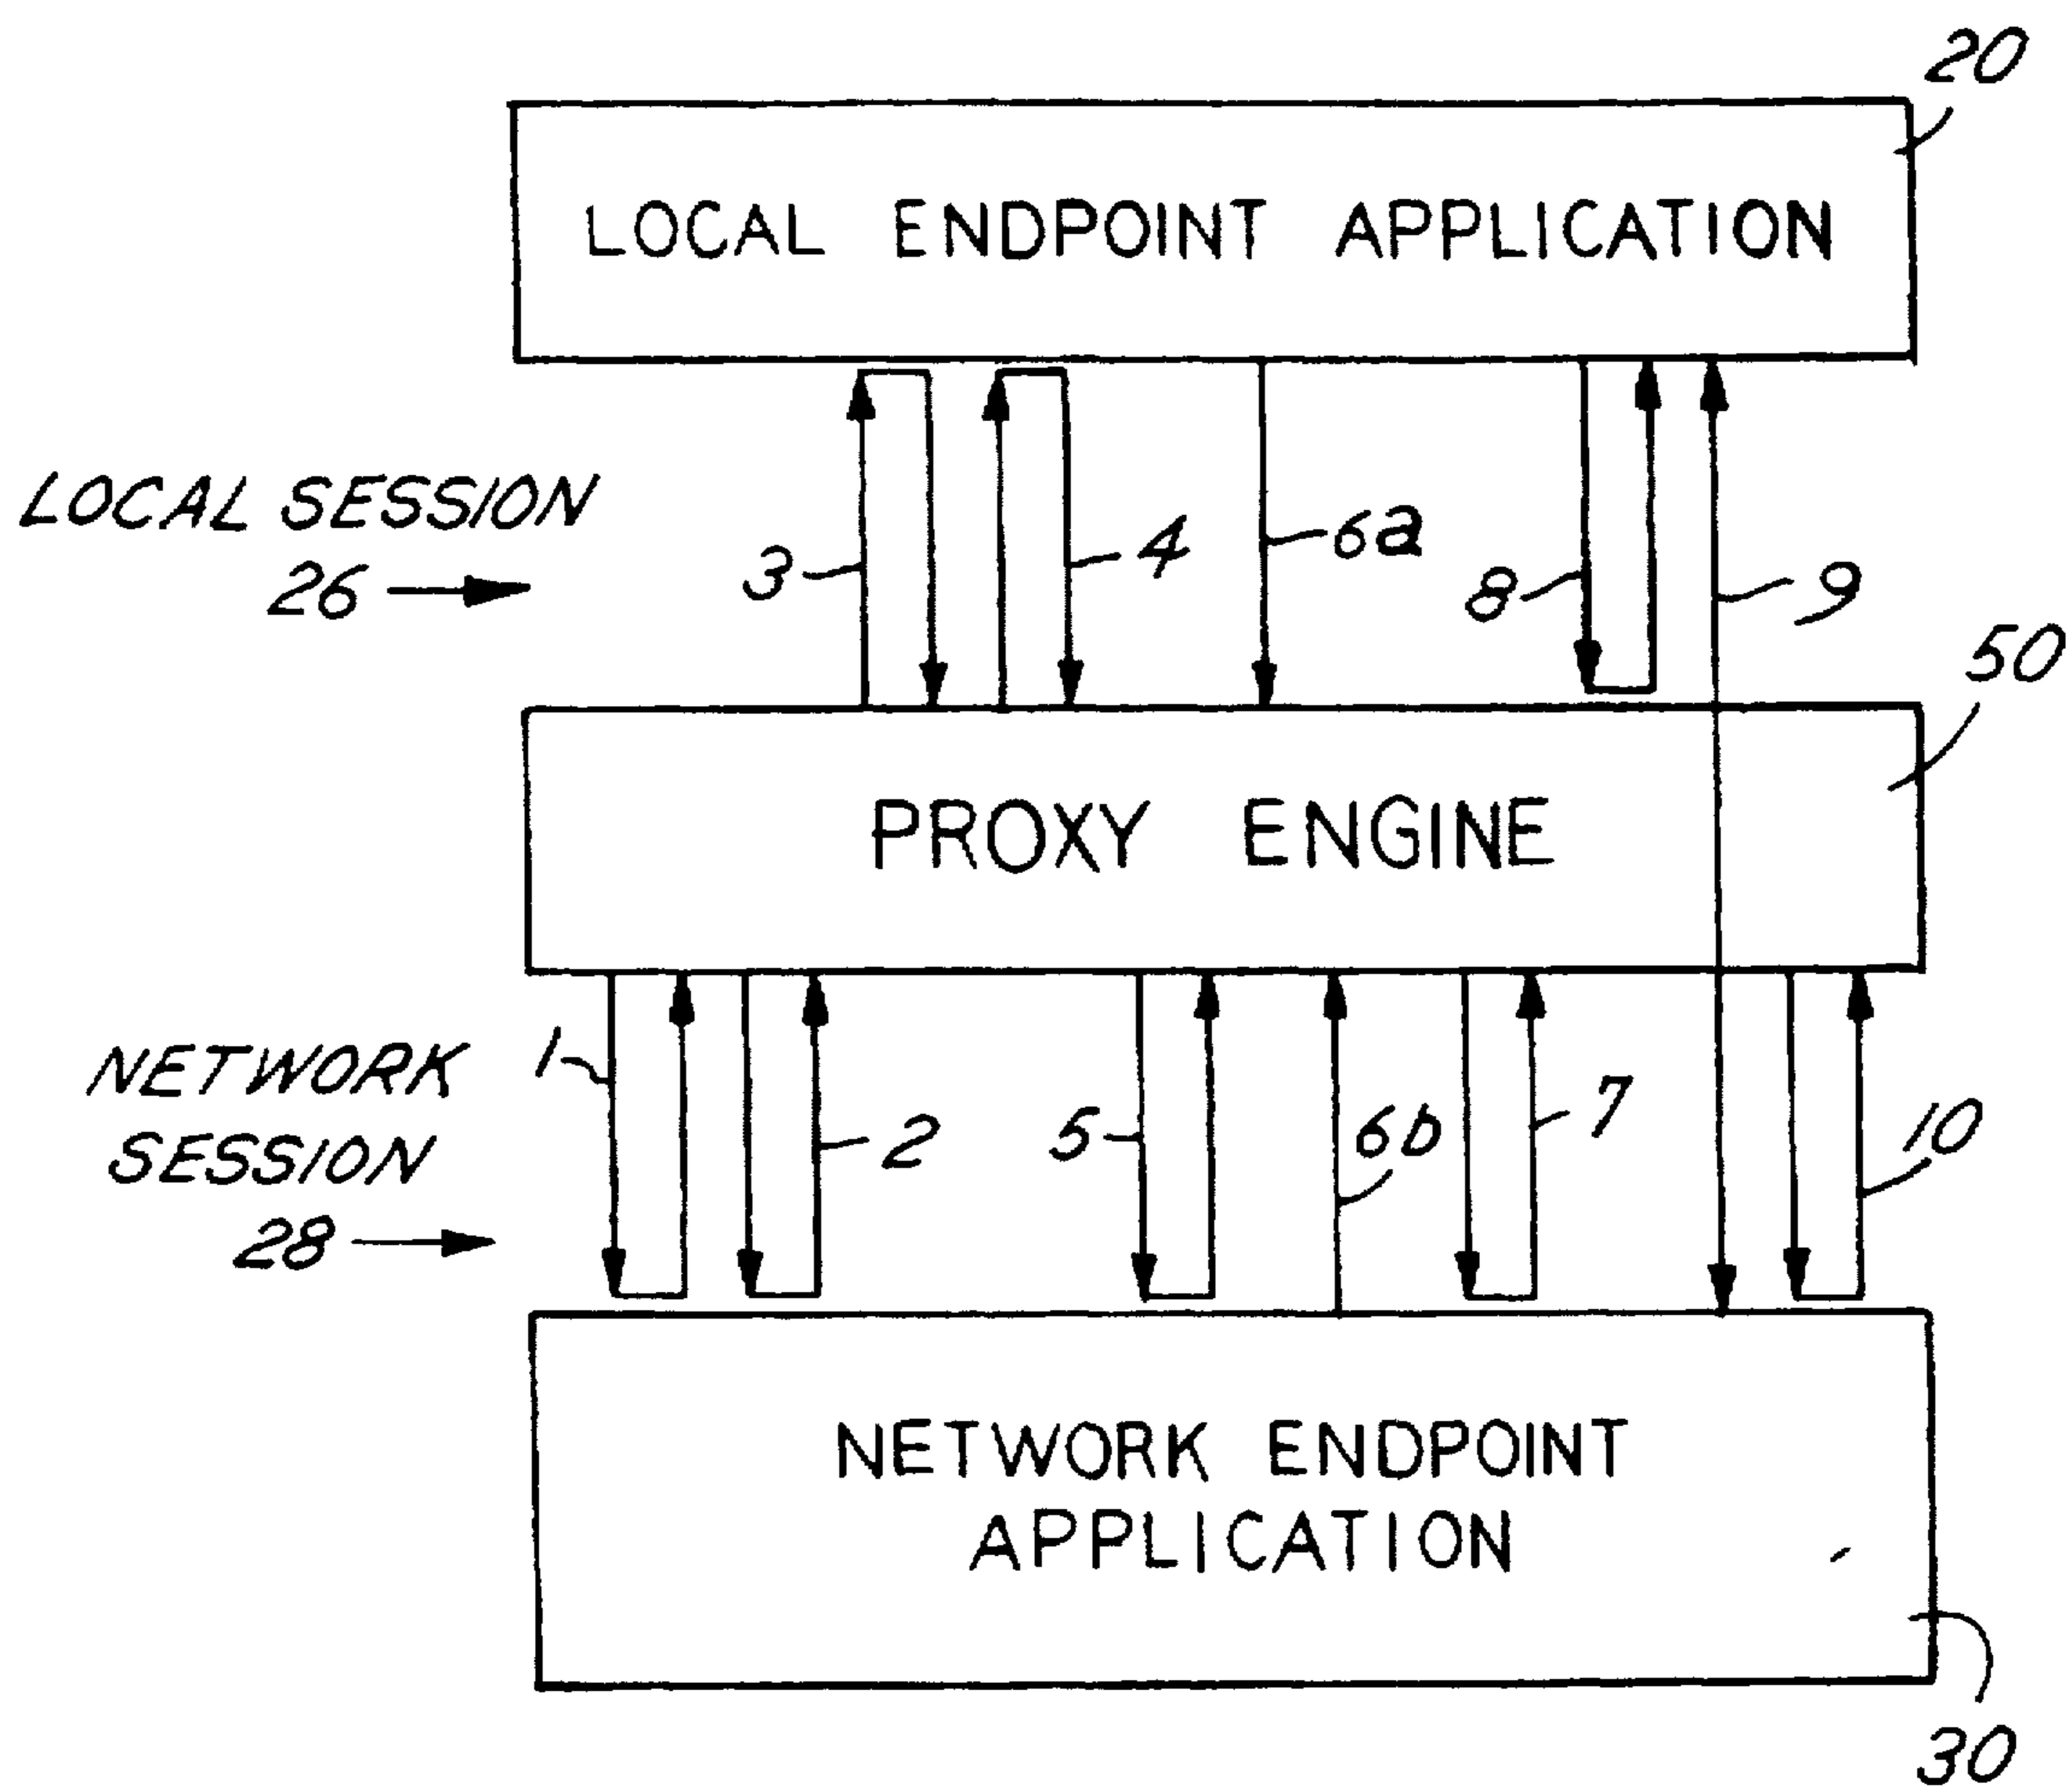 20
LOCAL ENDPOINT APPLICATION
LOCAL SESSION
26
3
4
6a
8
9
50
PROXY ENGINE
NETWORK
SESSION
28
1
2
5
6b
7
10
NETWORK ENDPOINT
APPLICATION
30